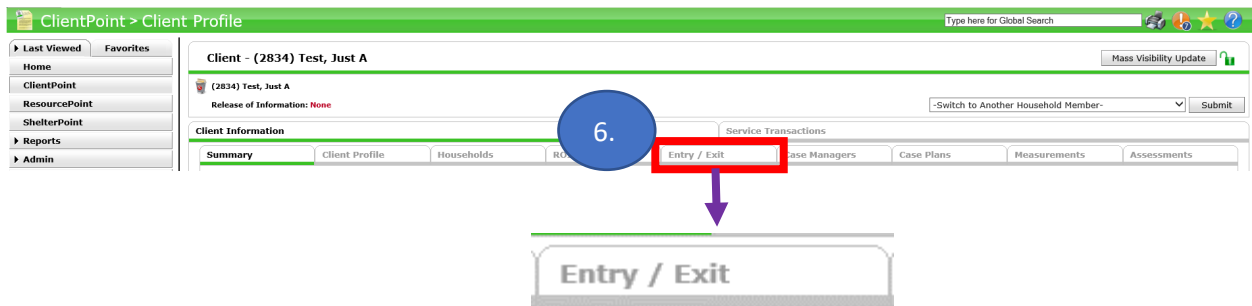 ClientPoint > Client Profile
Type here for Global Search
Last Viewed Favorites
Home
ClientPoint
ResourcePoint
ShelterPoint
Reports
Admin
Client - (2834) Test, Just A
Mass Visibility Update
(2834) Test, Just A
Release of Information: None
-Switch to Another Household Member-
Submit
Client Information
Service Transactions
6.
Summary
Client Profile
Households
Entry / Exit
Case Managers
Case Plans
Measurements
Assessments
Entry / Exit